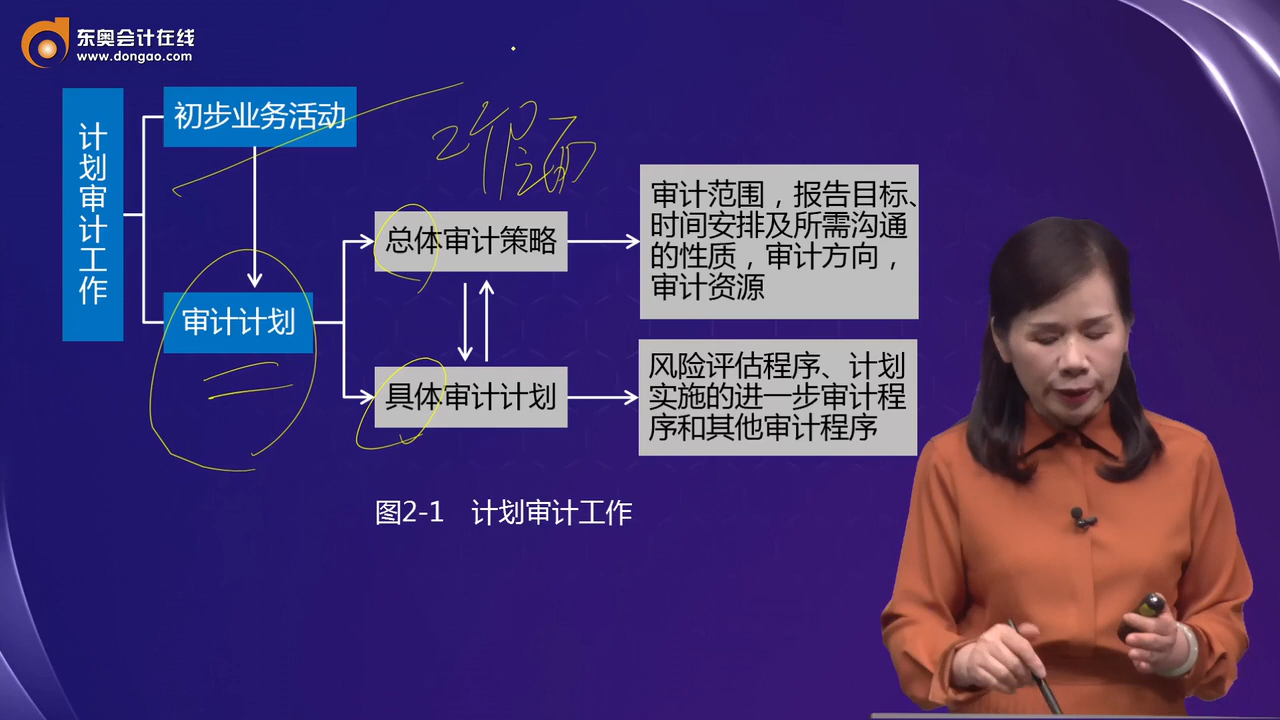 东奥会计在线
www.dongao.com
计划审计工作
初步业务活动
审计计划
总体审计策略
具体审计计划
审计范围，报告目标、
时间安排及所需沟通
的性质，审计方向，
审计资源
风险评估程序、计划
实施的进一步审计程
序和其他审计程序
图2-1 计划审计工作